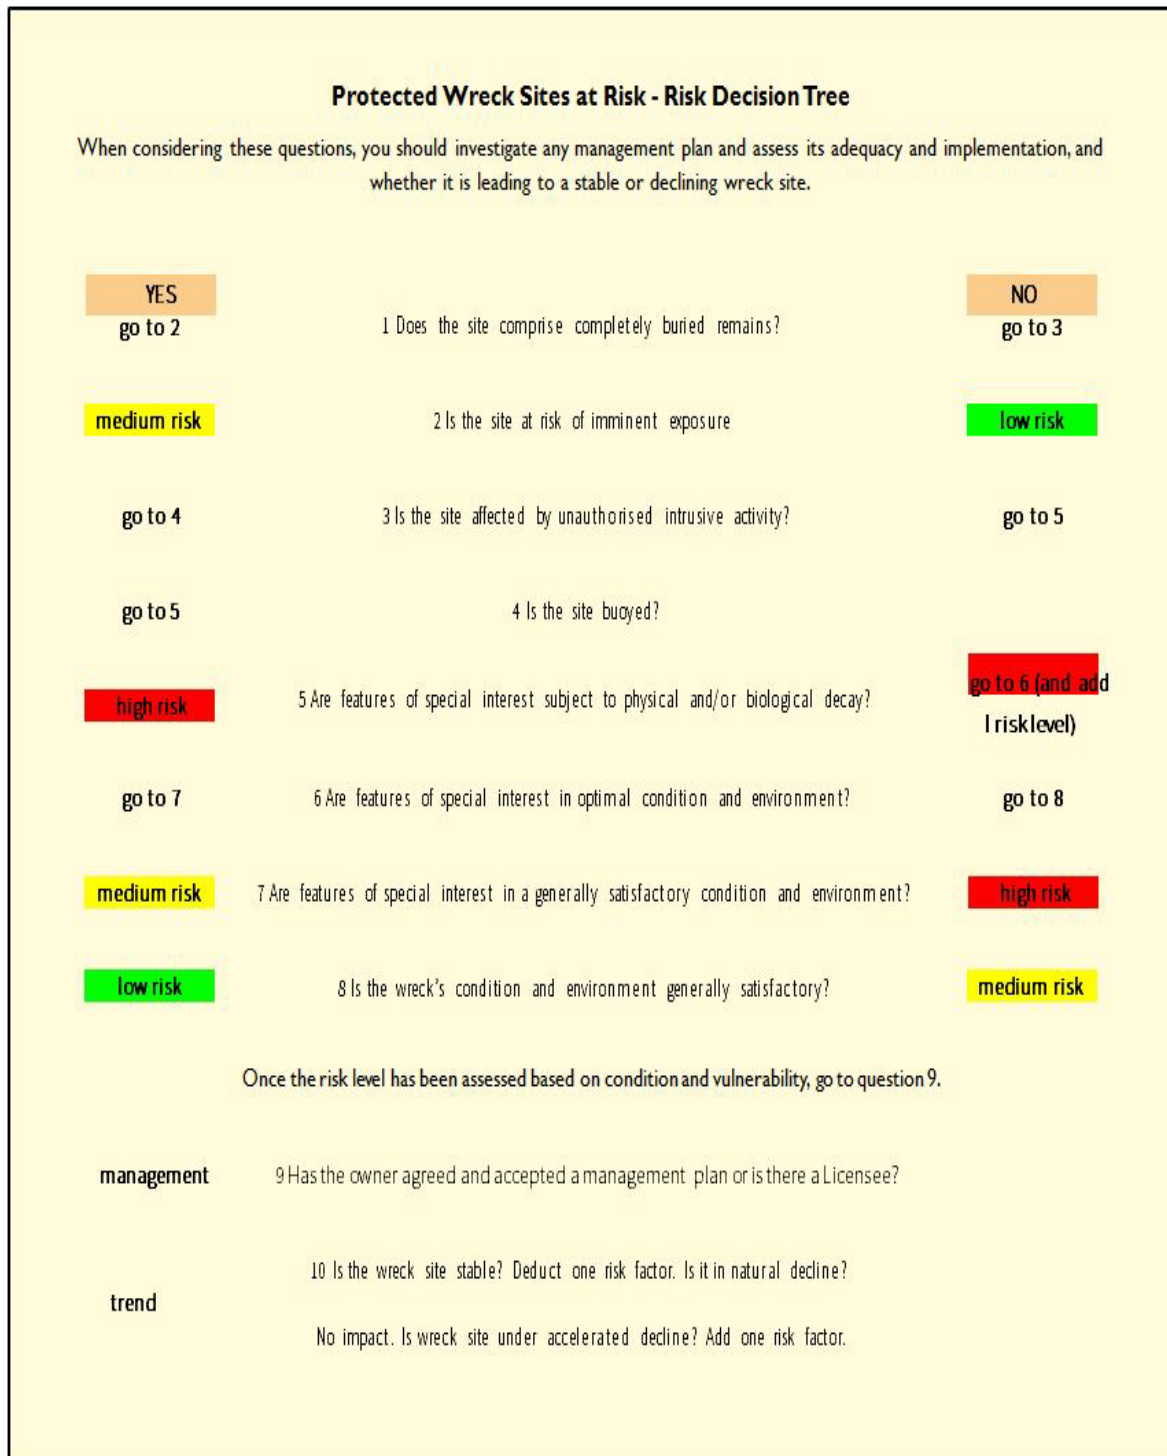 Protected Wreck Sites at Risk - Risk Decision Tree
When considering these questions, you should investigate any management plan and assess its adequacy and implementation, and
whether it is leading to a stable or declining wreck site.
YES
NO
go to 2
1 Does the site comprise completely buried remains?
go to 3
medium risk
2 Is the site at risk of imminent exposure
low risk
go to 4
3 Is the site affected by unauthorised intrusive activity?
go to 5
go to 5
4 Is the site buoyed?
high risk
5 Are features of special interest subject to physical and/or biological decay?
go to 6 (and add
1 risk level)
go to 7
6 Are features of special interest in optimal condition and environment?
go to 8
medium risk
7 Are features of special interest in a generally satisfactory condition and environment?
high risk
low risk
8 Is the wreck's condition and environment generally satisfactory?
medium risk
Once the risk level has been assessed based on condition and vulnerability, go to question 9.
management
9 Has the owner agreed and accepted a management plan or is there a Licensee?
10 Is the wreck site stable? Deduct one risk factor. Is it in natural decline?
trend
No impact. Is wreck site under accelerated decline? Add one risk factor.